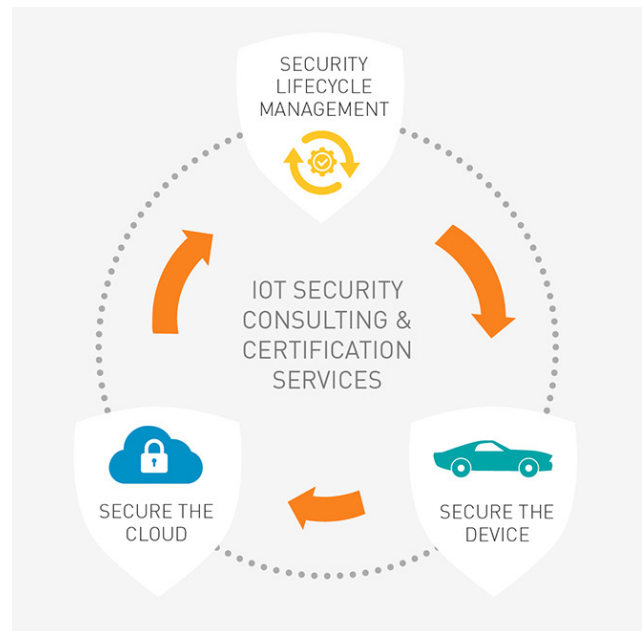 SECURITY
LIFECYCLE
MANAGEMENT
IOT SECURITY
CONSULTING &
CERTIFICATION
SERVICES
SECURE THE
CLOUD
SECURE THE
DEVICE